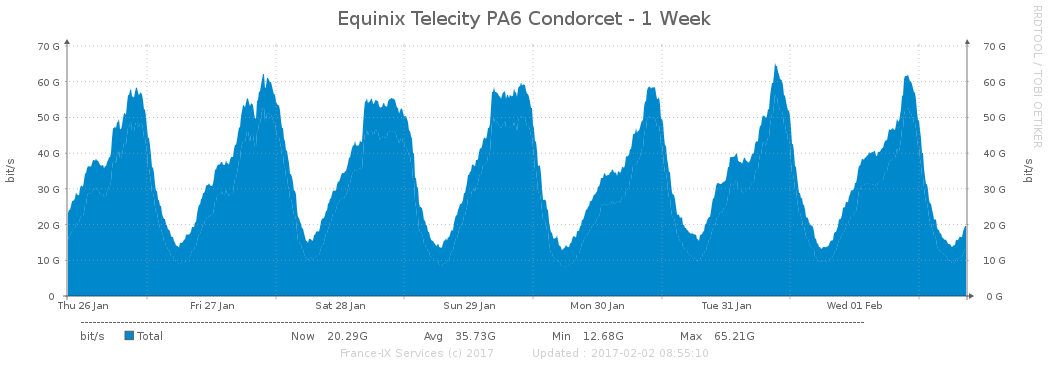 Equinix Telecity PA6 Condorcet - 1 Week
RRDTOOL / TOBI OETIKER
70 G 70 G
60 G 60 G
50 G 50 G
40 G 40 G
30 G 30 G
20 G 20 G
10 G 10 G
0 0 G
bit/s bit/s
Thu 26 Jan Fri 27 Jan Sat 28 Jan Sun 29 Jan Mon 30 Jan Tue 31 Jan Wed 01 Feb
bit/s Total Now 20.29G Avg 35.73G Min 12.68G Max 65.21G
France-IX Services (c) 2017 Updated : 2017-02-02 08:55:10